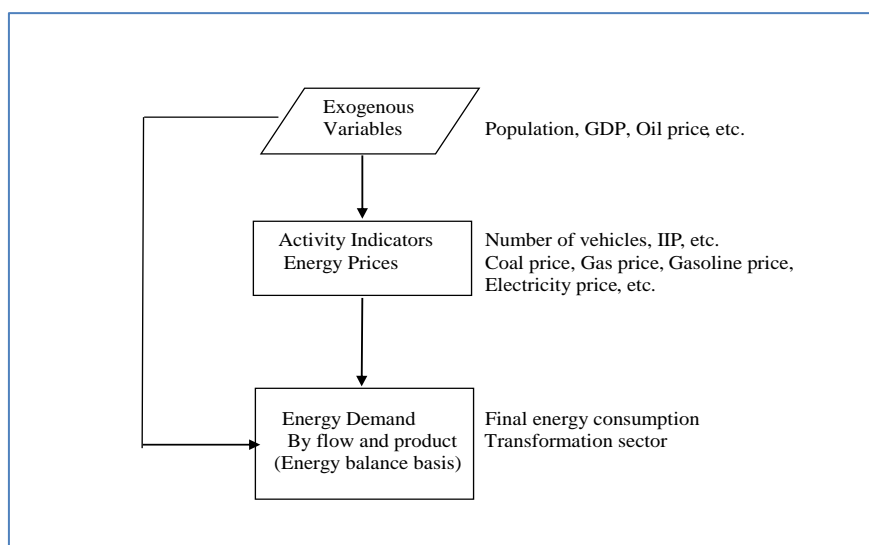 Exogenous
Variables
Population, GDP, Oil price, etc.
Activity Indicators
Energy Prices
Number of vehicles, IIP, etc.
Coal price, Gas price, Gasoline price,
Electricity price, etc.
Energy Demand
By flow and product
(Energy balance basis)
Final energy consumption
Transformation sector